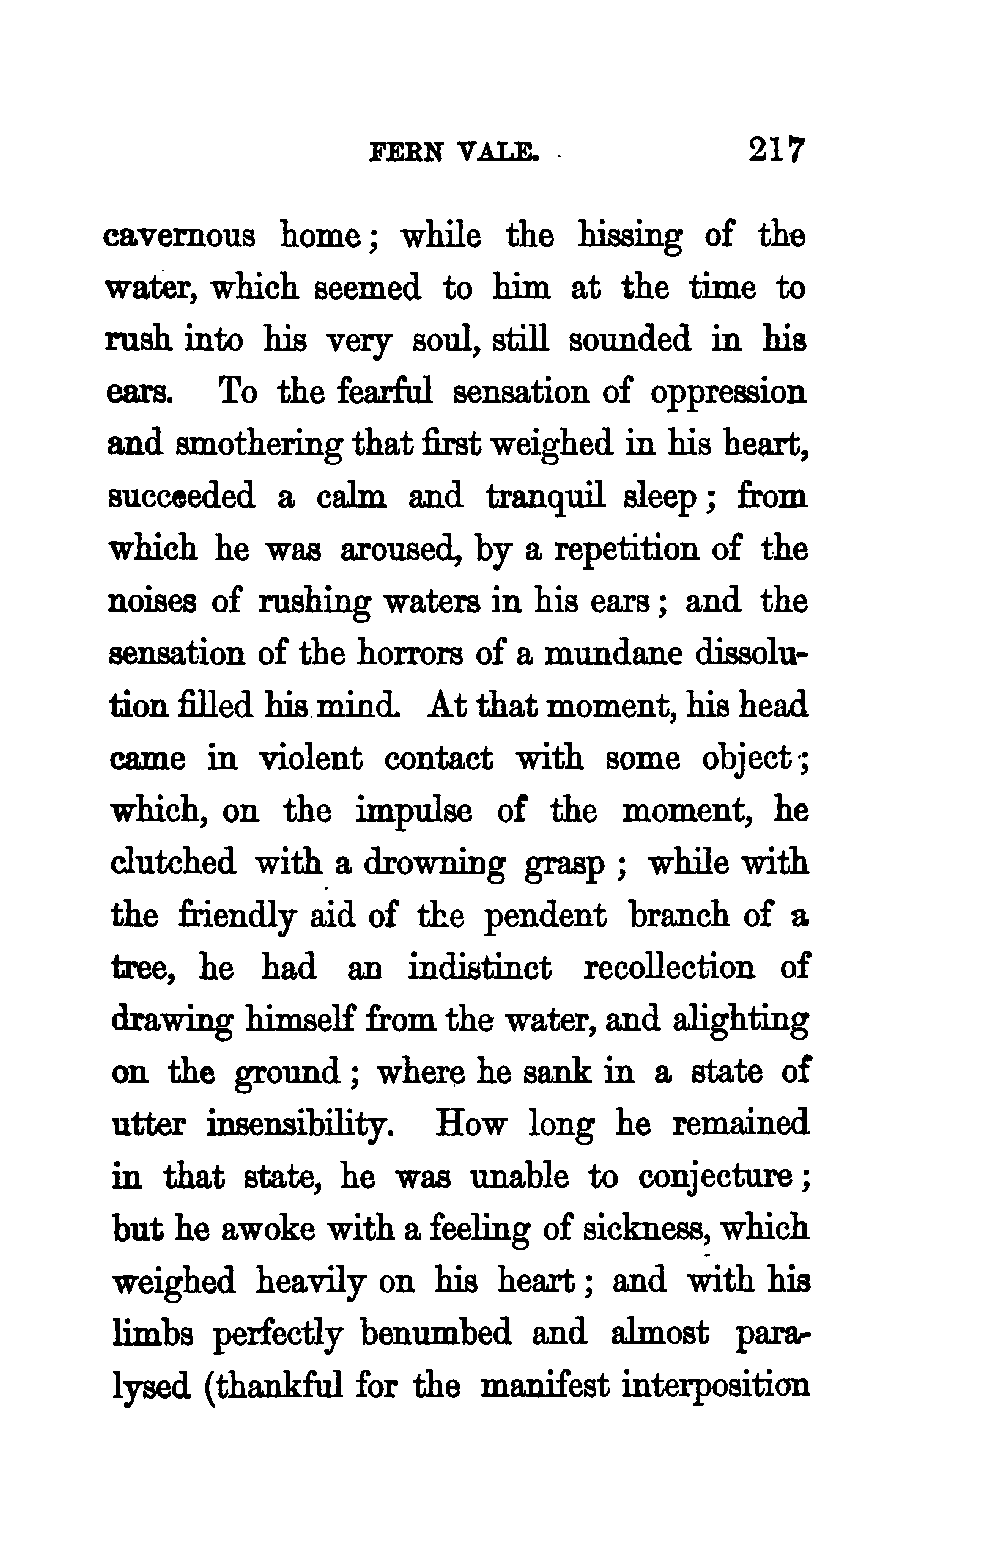 FERN VALE. 217
cavernous home; while the hissing of the
water, which seemed to him at the time to
rush into his very soul, still sounded in his
ears. To the fearful sensation of oppression
and smothering that first weighed in his heart,
succeeded a calm and tranquil sleep; from
which he was aroused, by a repetition of the
noises of rushing waters in his ears; and the
sensation of the horrors of a mundane dissolu-
tion filled his mind. At that moment, his head
came in violent contact with some object;
which, on the impulse of the moment, he
clutched with a drowning grasp; while with
the friendly aid of the pendent branch of a
tree, he had an indistinct recollection of
drawing himself from the water, and alighting
on the ground; where he sank in a state of
utter insensibility. How long he remained
in that state, he was unable to conjecture;
but he awoke with a feeling of sickness, which
weighed heavily on his heart; and with his
limbs perfectly benumbed and almost para-
lysed (thankful for the manifest interposition